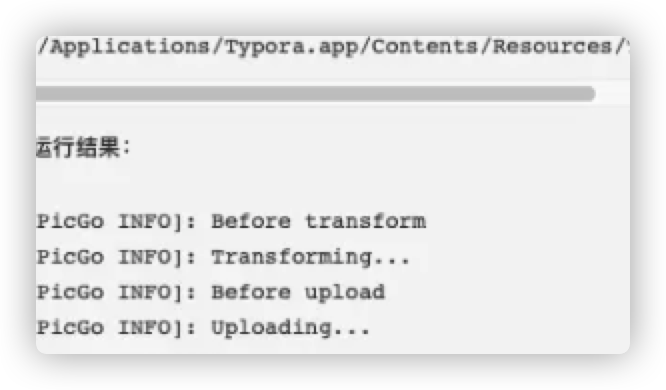 /Applications/Typora.app/Contents/Resources/
运行结果：
PicGo INFO]: Before transform
PicGo INFO]: Transforming...
PicGo INFO]: Before upload
PicGo INFO]: Uploading...